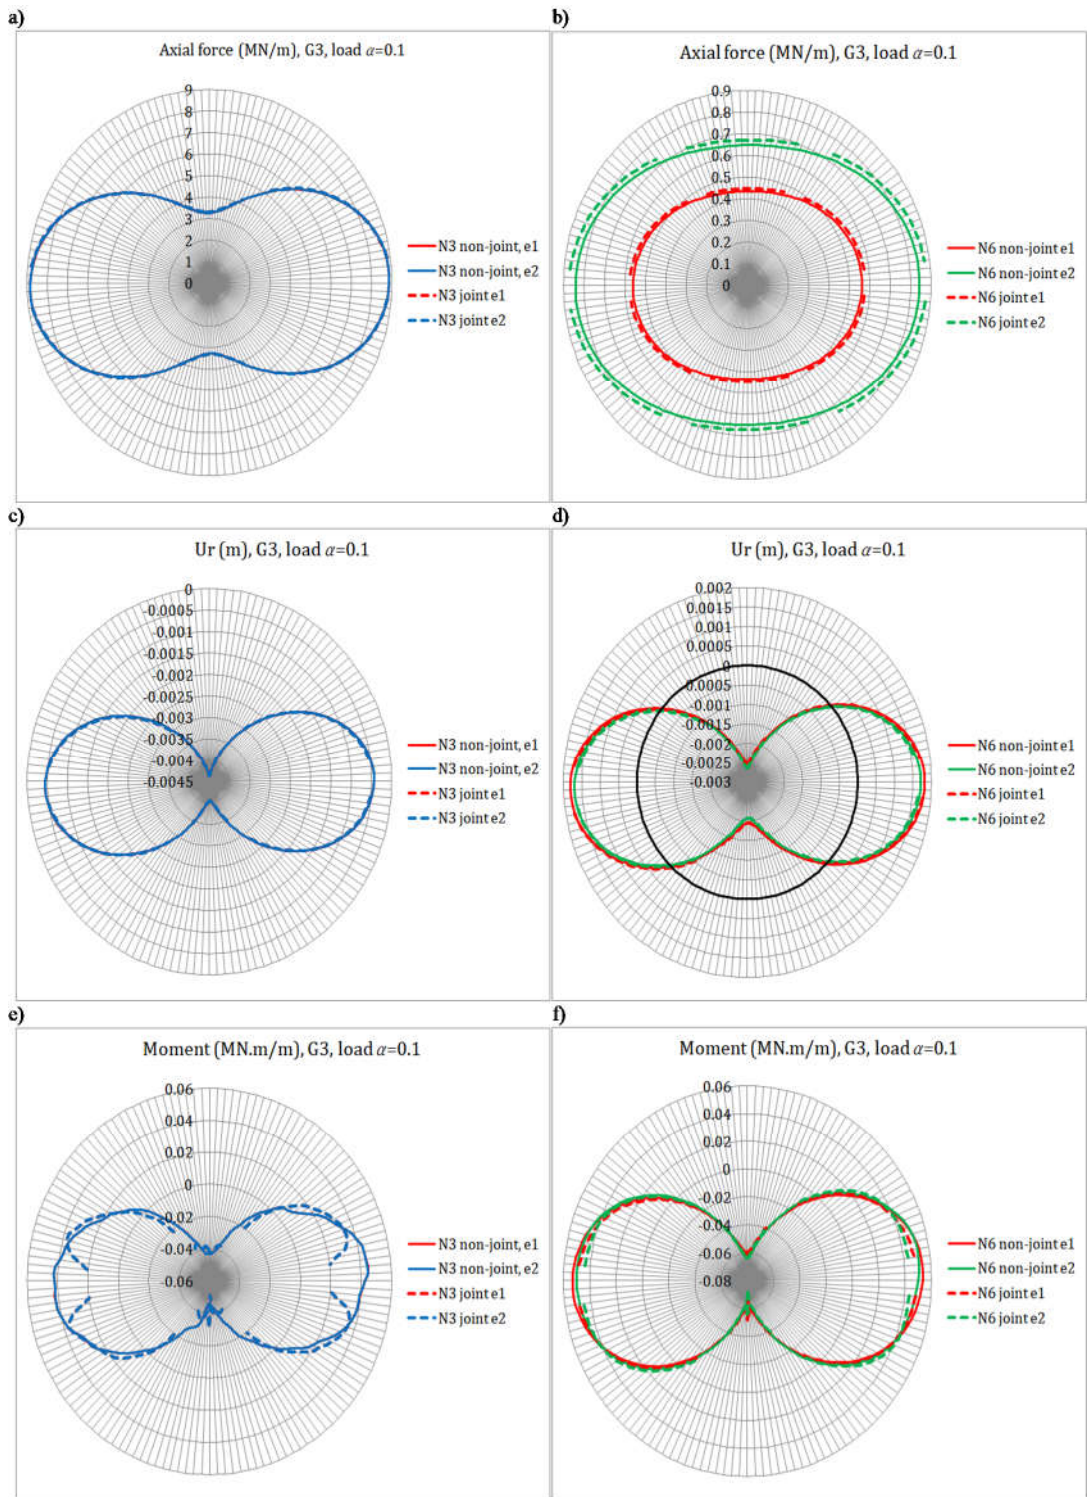 a)
Axial force (MN/m), G3, load α=0.1
9
8
7
6
5
4
3
2
1
0
N3 non-joint, e1
N3 non-joint, e2
N3 joint e1
N3 joint e2
b)
Axial force (MN/m), G3, load α=0.1
0.9
0.8
0.7
0.6
0.5
0.4
0.3
0.2
0.1
0
N6 non-joint e1
N6 non-joint e2
N6 joint e1
N6 joint e2
c)
Ur (m), G3, load α=0.1
0
-0.0005
-0.001
-0.0015
-0.002
-0.0025
-0.003
-0.0035
-0.004
-0.0045
N3 non-joint, e1
N3 non-joint, e2
N3 joint e1
N3 joint e2
d)
Ur (m), G3, load α=0.1
0.002
0.0015
0.001
0.0005
0
-0.0005
-0.001
-0.0015
-0.002
-0.0025
-0.003
N6 non-joint e1
N6 non-joint e2
N6 joint e1
N6 joint e2
e)
Moment (MN.m/m), G3, load α=0.1
0.06
0.04
0.02
0
-0.02
-0.04
-0.06
N3 non-joint, e1
N3 non-joint, e2
N3 joint e1
N3 joint e2
f)
Moment (MN.m/m), G3, load α=0.1
0.06
0.04
0.02
0
-0.02
-0.04
-0.06
-0.08
N6 non-joint e1
N6 non-joint e2
N6 joint e1
N6 joint e2